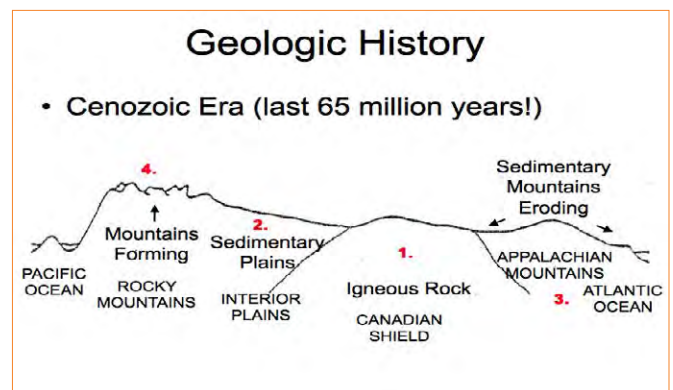 Geologic History
• Cenozoic Era (last 65 million years!)
4.
Mountains
Forming
ROCKY
MOUNTAINS
PACIFIC
OCEAN
2.
Sedimentary
Plains
INTERIOR
PLAINS
1.
Igneous Rock
CANADIAN
SHIELD
Sedimentary
Mountains
Eroding
APPALACHIAN
MOUNTAINS
3.
ATLANTIC
OCEAN